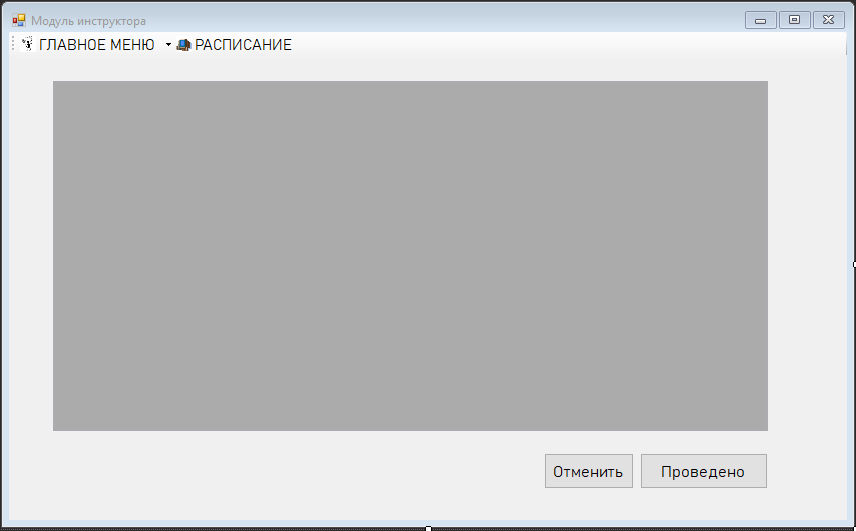 Модуль инструктора
ГЛАВНОЕ МЕНЮ РАСПИСАНИЕ
Отменить Проведено